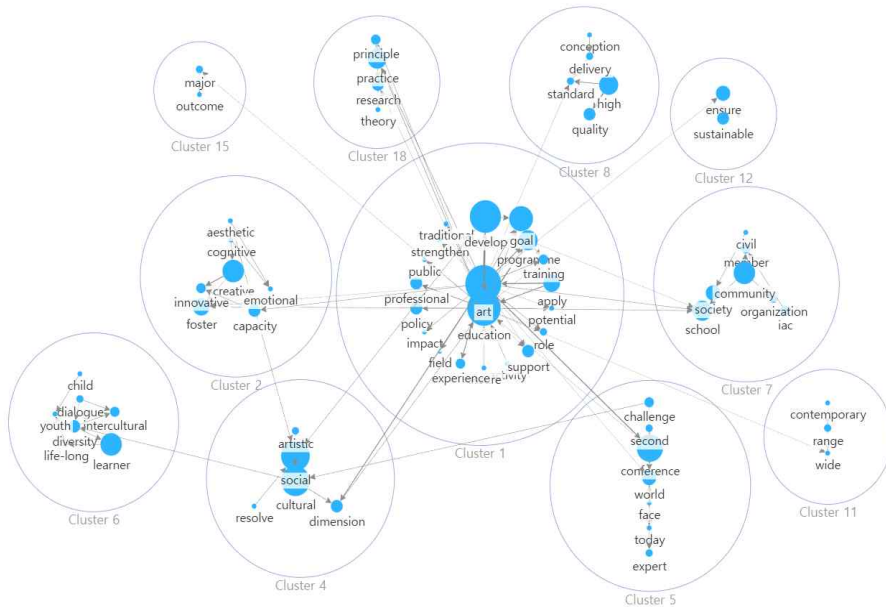 major
outcome
Cluster 15
principle
practice
research
theory
Cluster 18
conception
delivery
standard
high
quality
Cluster 8
ensure
sustainable
Cluster 12
aesthetic
cognitive
creative
innovative
emotional
foster
capacity
Cluster 2
traditional
develop
goal
strengthen
programme
public
training
professional
apply
art
potential
policy
education
role
impact
support
field
experience
Cluster 1
civil
member
community
society
organization
school
iac
Cluster 7
child
dialogue
youth
intercultural
diversity
life-long
learner
Cluster 6
artistic
social
cultural
resolve
dimension
Cluster 4
challenge
second
conference
world
face
today
expert
Cluster 5
contemporary
range
wide
Cluster 11